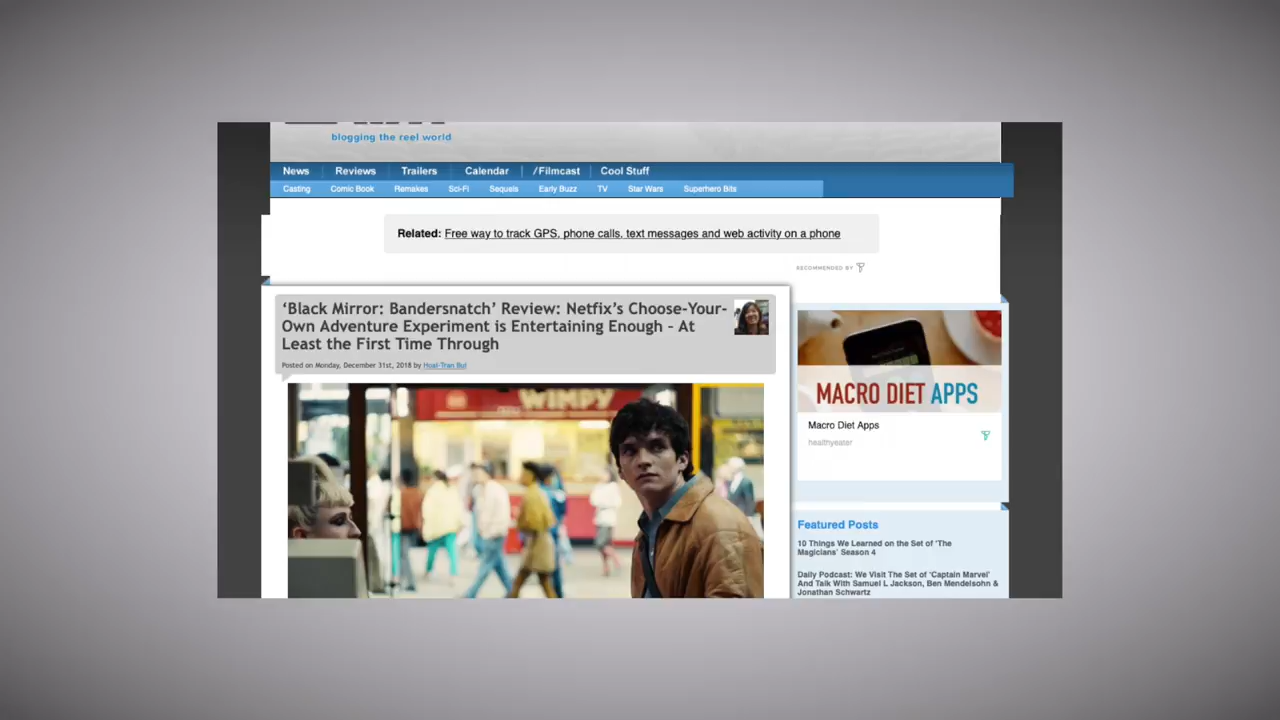 blogging the reel world
News Reviews Trailers Calendar /Filmcast Cool Stuff
Casting Comic Book Remakes Sci-Fi Sequels Early Buzz TV Star Wars Superhero Bits
Related: Free way to track GPS, phone calls, text messages and web activity on a phone
RECOMMENDED BY
‘Black Mirror: Bandersnatch’ Review: Netfix’s Choose-Your-
Own Adventure Experiment is Entertaining Enough – At
Least the First Time Through
Posted on Monday, December 31st, 2018 by Hoai-Tran Bui
WIMPY
MACRO DIET APPS
Macro Diet Apps
healthyeater
Featured Posts
10 Things We Learned on the Set of ‘The
Magicians’ Season 4
Daily Podcast: We Visit The Set of ‘Captain Marvel’
And Talk With Samuel L Jackson, Ben Mendelsohn &
Jonathan Schwartz